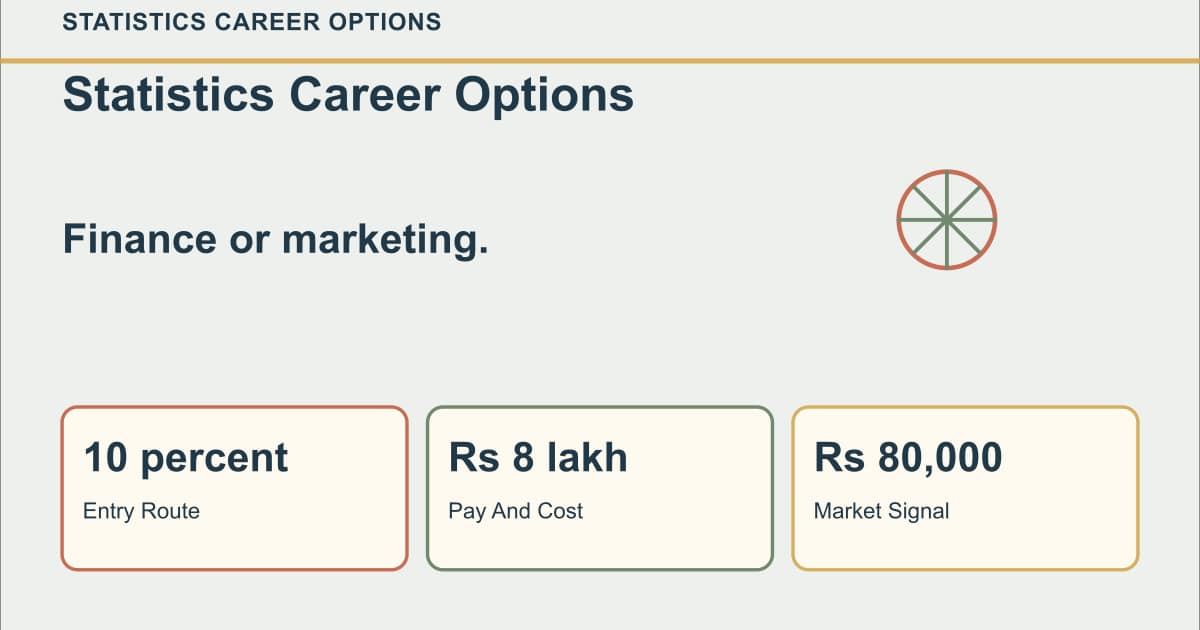 STATISTICS CAREER OPTIONS
Statistics Career Options
Finance or marketing.
10 percent
Entry Route
Rs 8 lakh
Pay And Cost
Rs 80,000
Market Signal